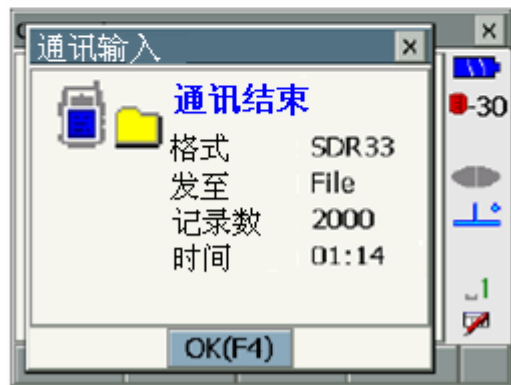 通讯输入
通讯结束
格式 SDR33
发至 File
记录数 2000
时间 01:14
OK(F4)
-30
1